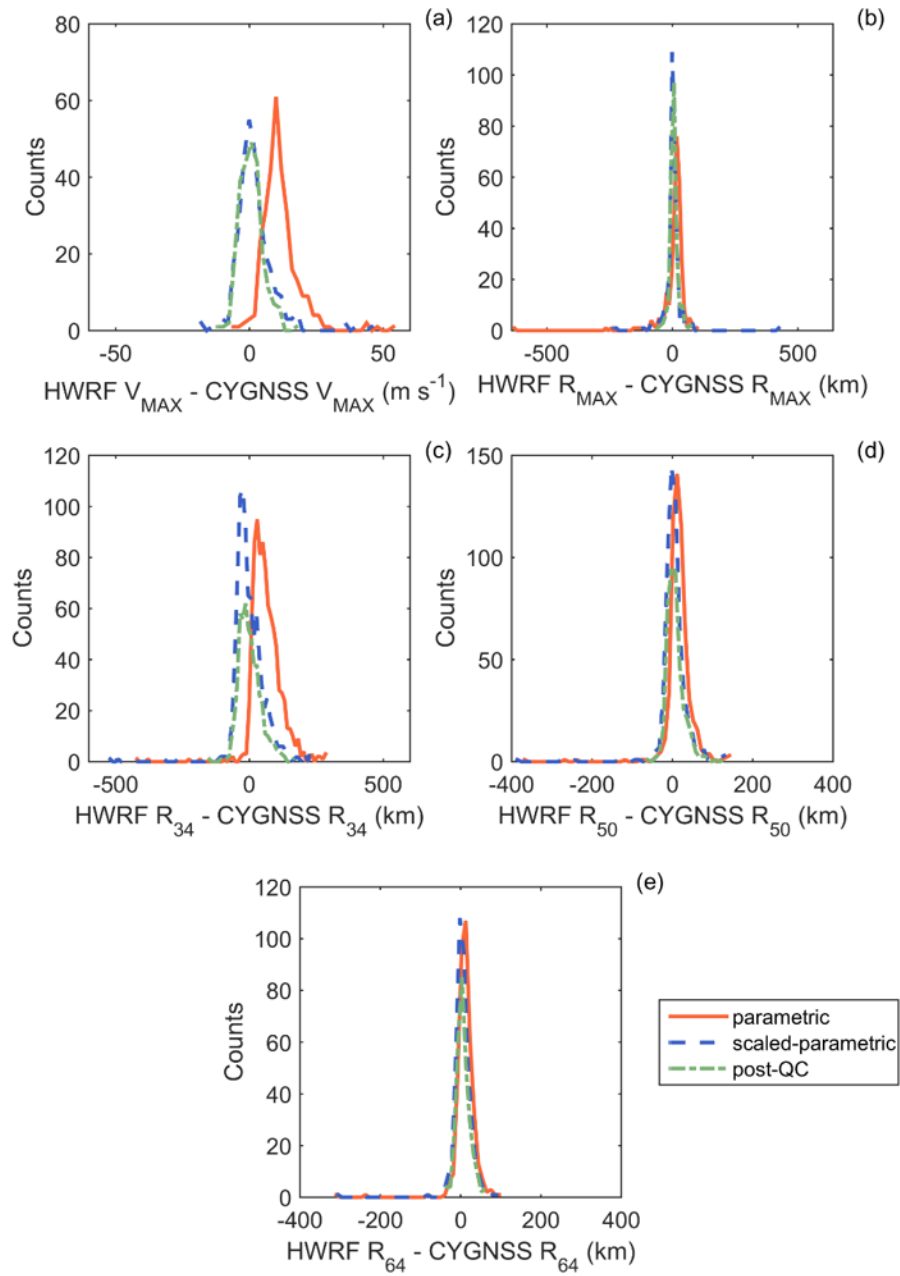 (a)
80
60
40
20
0
Counts
-50 0 50
HWRF V_MAX - CYGNSS V_MAX (m s^-1)
(b)
120
100
80
60
40
20
0
Counts
-500 0 500
HWRF R_MAX - CYGNSS R_MAX (km)
(c)
120
100
80
60
40
20
0
Counts
-500 0 500
HWRF R_34 - CYGNSS R_34 (km)
(d)
150
100
50
0
Counts
-400 -200 0 200 400
HWRF R_50 - CYGNSS R_50 (km)
(e)
120
100
80
60
40
20
0
Counts
-400 -200 0 200 400
HWRF R_64 - CYGNSS R_64 (km)
parametric
scaled-parametric
post-QC